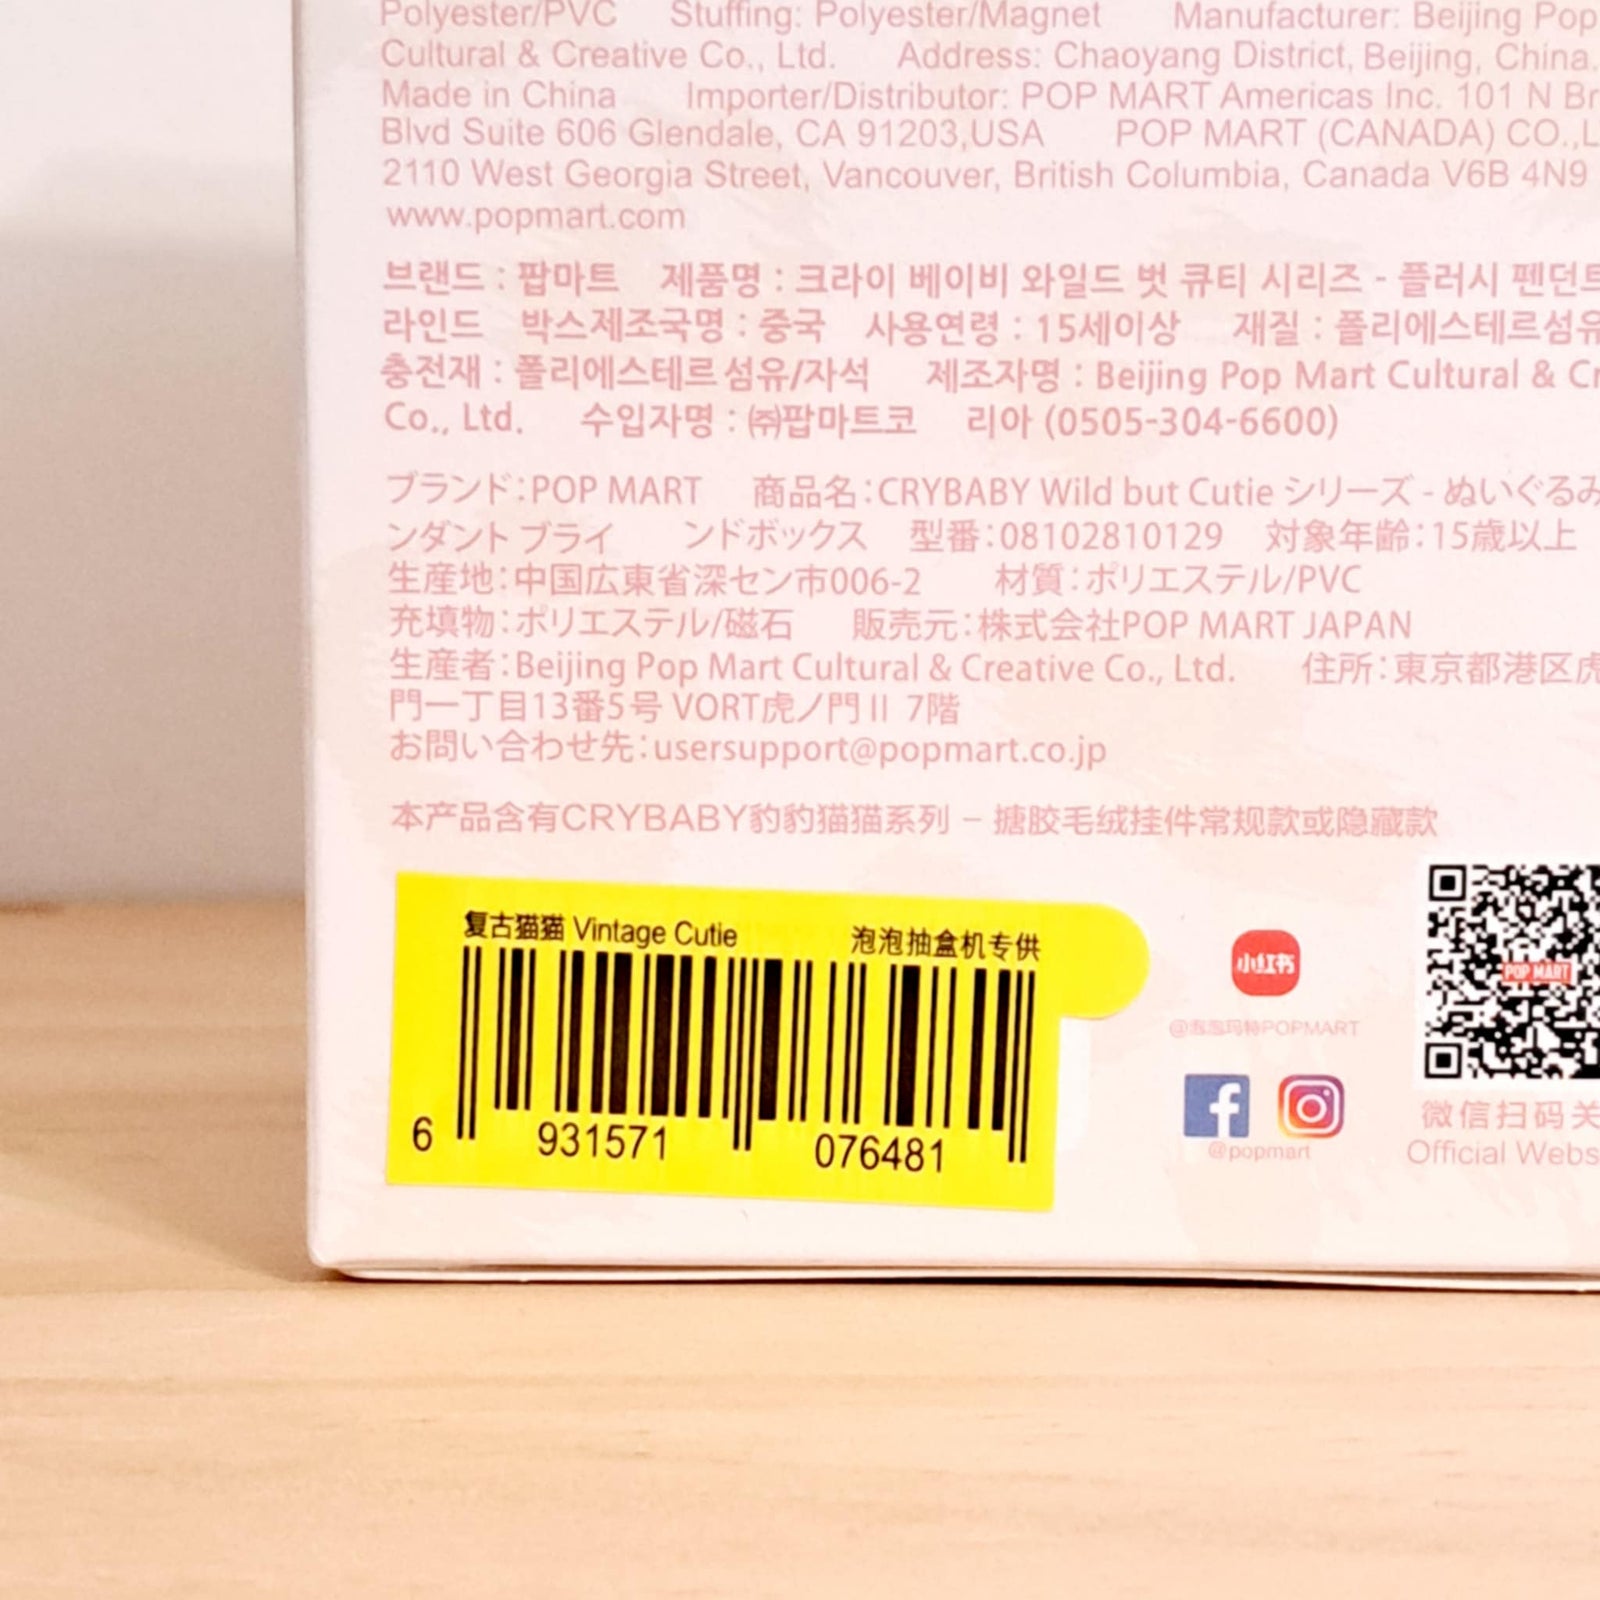 Polyester/PVC Stuffing: Polyester/Magnet Manufacturer: Beijing Pop
Cultural & Creative Co., Ltd. Address: Chaoyang District, Beijing, China.
Made in China Importer/Distributor: POP MART Americas Inc. 101 N Br
Blvd Suite 606 Glendale, CA 91203,USA POP MART (CANADA) CO.,L
2110 West Georgia Street, Vancouver, British Columbia, Canada V6B 4N9
www.popmart.com
브랜드 : 팝마트 제품명 : 크라이 베이비 와일드 벗 큐티 시리즈 - 플러시 펜던트
라인드 박스제조국명 : 중국 사용연령 : 15세이상 재질 : 폴리에스테르섬유
충전재 : 폴리에스테르섬유/자석 제조자명 : Beijing Pop Mart Cultural & Cr
Co., Ltd. 수입자명 : ㈜팝마트코 리아 (0505-304-6600)
ブランド:POP MART 商品名:CRYBABY Wild but Cutie シリーズ - ぬいぐるみ
ンダント ブライ ンドボックス 型番:08102810129 対象年齢:15歳以上
生産地:中国広東省深セン市006-2 材質:ポリエステル/PVC
充填物:ポリエステル/磁石 販売元:株式会社POP MART JAPAN
生産者:Beijing Pop Mart Cultural & Creative Co., Ltd. 住所:東京都港区虎
門一丁目13番5号 VORT虎ノ門II 7階
お問い合わせ先:usersupport@popmart.co.jp
本产品含有CRYBABY豹豹猫猫系列 – 搪胶毛绒挂件常规款或隐藏款
复古猫猫 Vintage Cutie 泡泡抽盒机专供
6 931571 076481
小红书
@泡泡玛特POPMART
@popmart
POP MART
微信扫码关
Official Webs